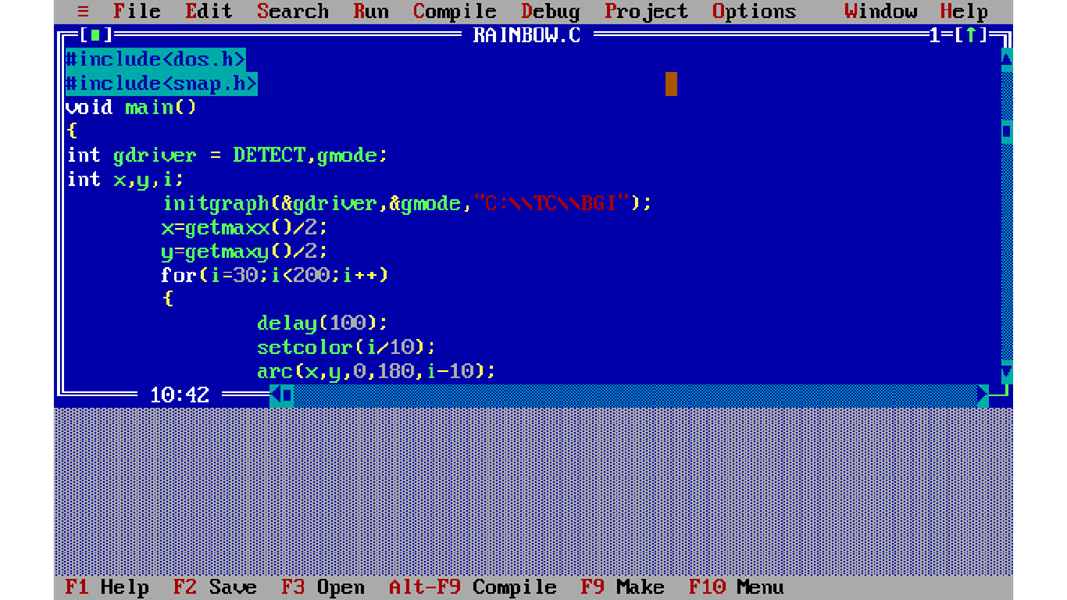 ≡ File Edit Search Run Compile Debug Project Options Window Help
[■] RAINBOW.C 1=[↑]
#include<dos.h>
#include<snap.h>
void main()
{
int gdriver = DETECT,gmode;
int x,y,i;
initgraph(&gdriver,&gmode,"C:\\TC\\BGI");
x=getmaxx()/2;
y=getmaxy()/2;
for(i=30;i<200;i++)
{
delay(100);
setcolor(i/10);
arc(x,y,0,180,i-10);
10:42
F1 Help F2 Save F3 Open Alt-F9 Compile F9 Make F10 Menu